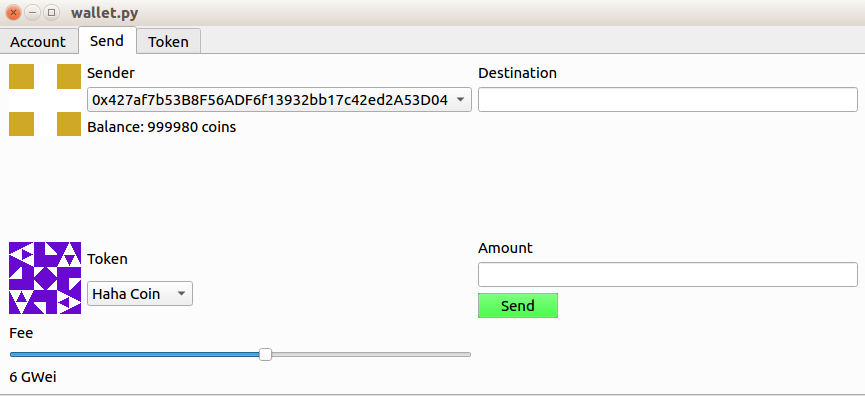 wallet.py
Account Send Token
Sender
0x427af7b53B8F56ADF6f13932bb17c42ed2A53D04
Balance: 999980 coins
Destination
Token
Haha Coin
Amount
Send
Fee
6 GWei